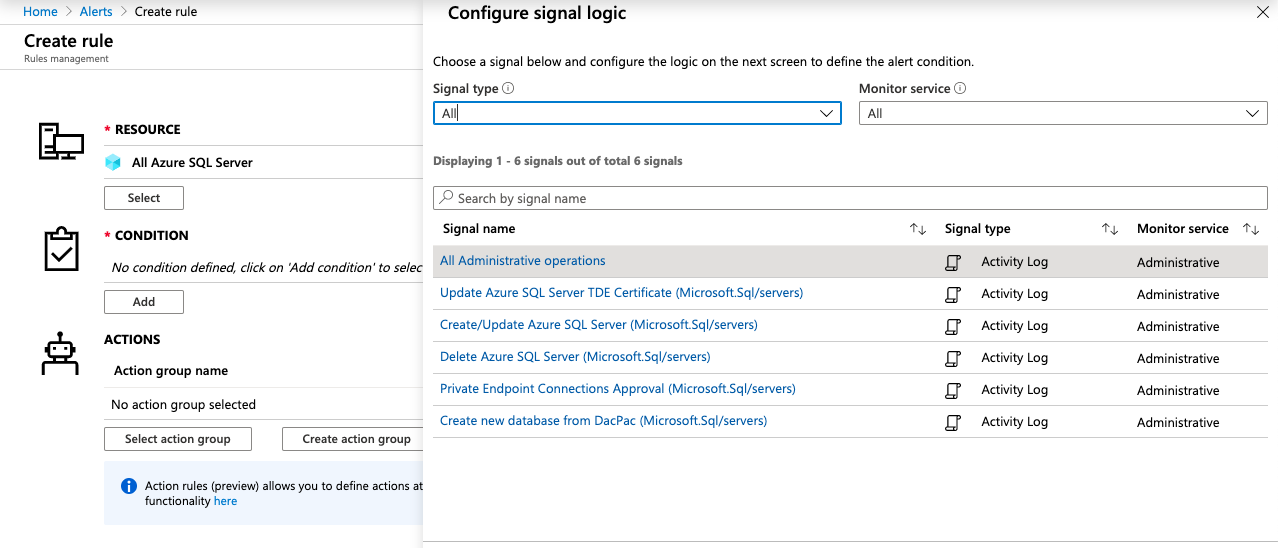 Home > Alerts > Create rule
Create rule
Rules management
* RESOURCE
All Azure SQL Server
Select
* CONDITION
No condition defined, click on 'Add condition' to selec
Add
ACTIONS
Action group name
No action group selected
Select action group
Create action group
Action rules (preview) allows you to define actions at
functionality here
Configure signal logic
Choose a signal below and configure the logic on the next screen to define the alert condition.
Signal type
Monitor service
All
All
Displaying 1 - 6 signals out of total 6 signals
Search by signal name
Signal name Signal type Monitor service
All Administrative operations Activity Log Administrative
Update Azure SQL Server TDE Certificate (Microsoft.Sql/servers) Activity Log Administrative
Create/Update Azure SQL Server (Microsoft.Sql/servers) Activity Log Administrative
Delete Azure SQL Server (Microsoft.Sql/servers) Activity Log Administrative
Private Endpoint Connections Approval (Microsoft.Sql/servers) Activity Log Administrative
Create new database from DacPac (Microsoft.Sql/servers) Activity Log Administrative